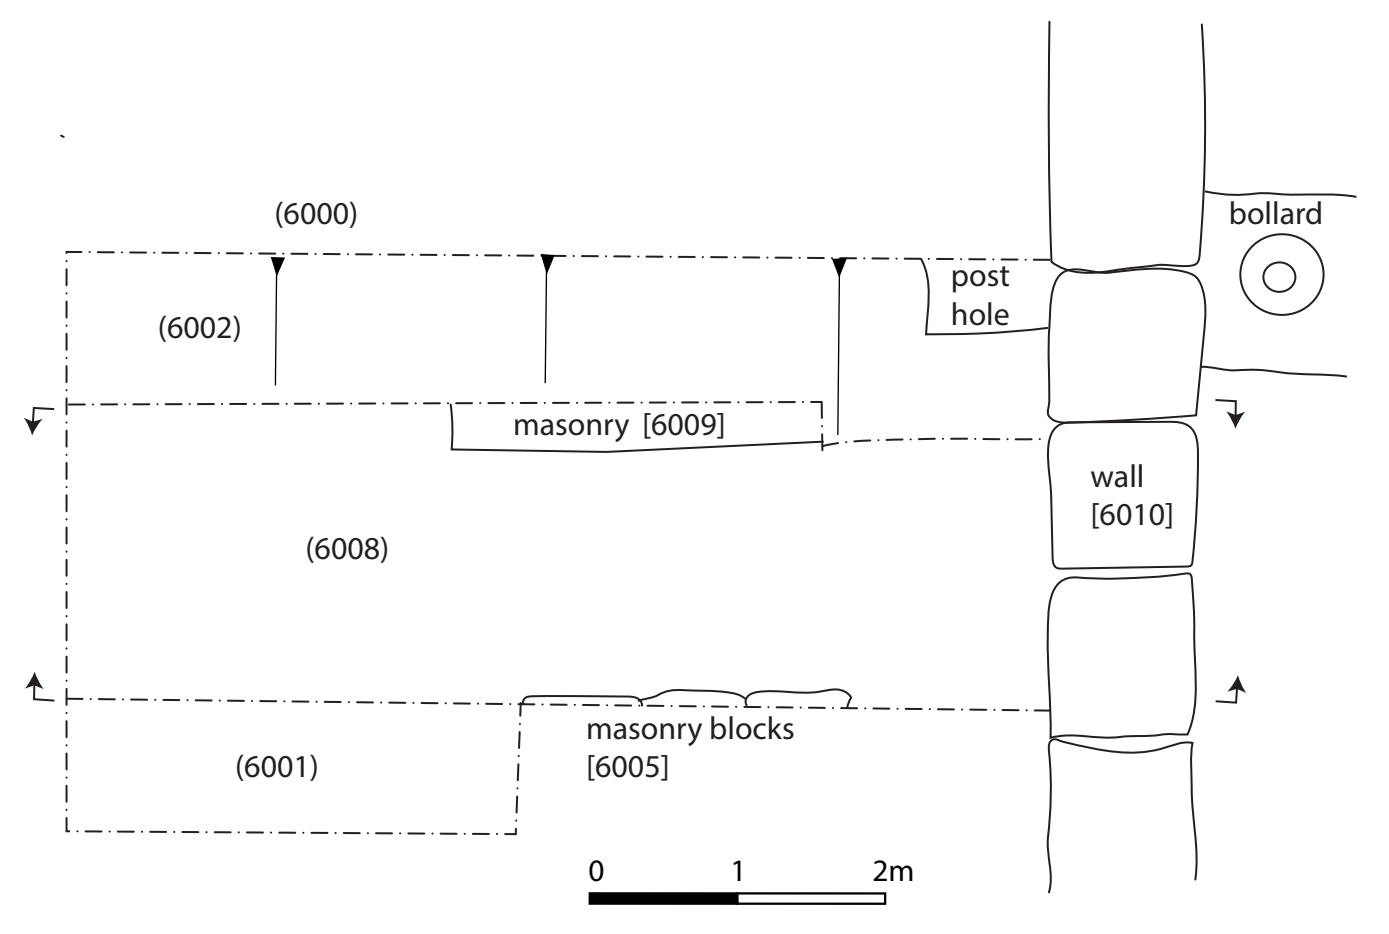 (6000)
bollard
post
hole
(6002)
masonry [6009]
wall
[6010]
(6008)
masonry blocks
[6005]
(6001)
0 1 2m